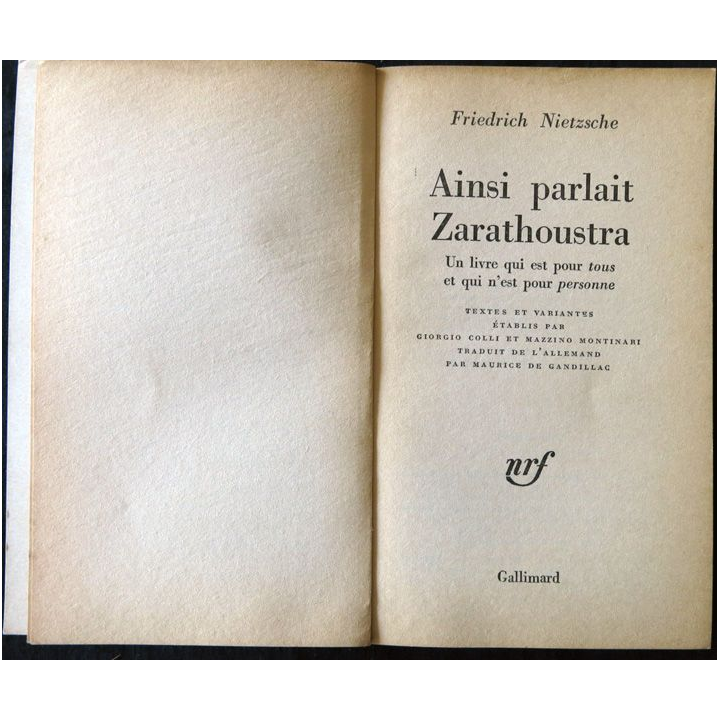 Friedrich Nietzsche
Ainsi parlait
Zarathoustra
Un livre qui est pour tous
et qui n'est pour personne
TEXTES ET VARIANTES
ÉTABLIS PAR
GIORGIO COLLI ET MAZZINO MONTINARI
TRADUIT DE L'ALLEMAND
PAR MAURICE DE GANDILLAC
nrf
Gallimard